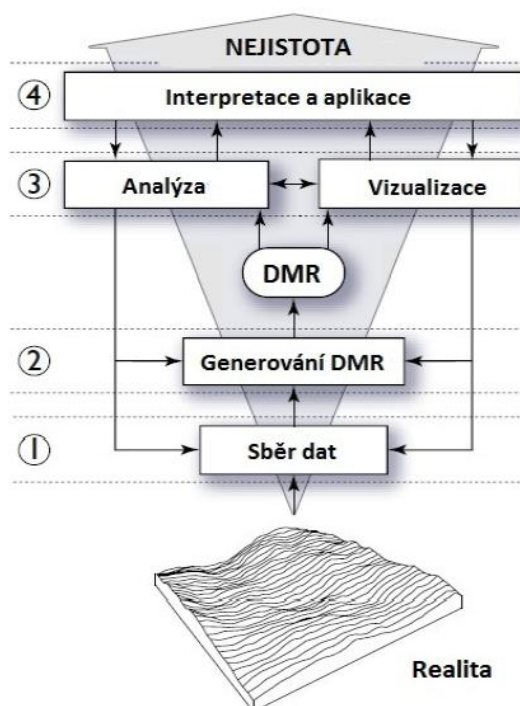 NEJISTOTA
④
Interpretace a aplikace
③
Analýza
Vizualizace
DMR
②
Generování DMR
①
Sběr dat
Realita